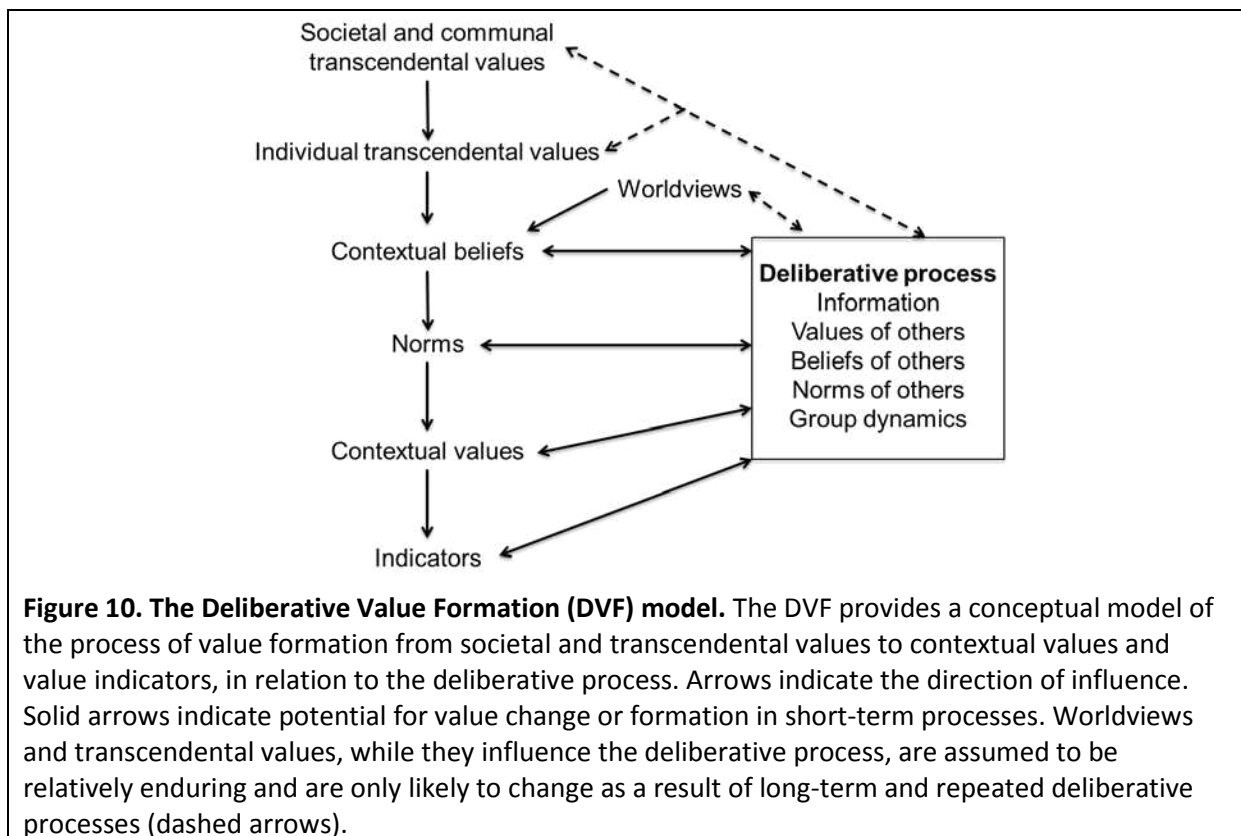 Societal and communal
transcendental values
Individual transcendental values
Worldviews
Contextual beliefs
Norms
Contextual values
Indicators
Deliberative process
Information
Values of others
Beliefs of others
Norms of others
Group dynamics
Figure 10. The Deliberative Value Formation (DVF) model. The DVF provides a conceptual model of
the process of value formation from societal and transcendental values to contextual values and
value indicators, in relation to the deliberative process. Arrows indicate the direction of influence.
Solid arrows indicate potential for value change or formation in short-term processes. Worldviews
and transcendental values, while they influence the deliberative process, are assumed to be
relatively enduring and are only likely to change as a result of long-term and repeated deliberative
processes (dashed arrows).